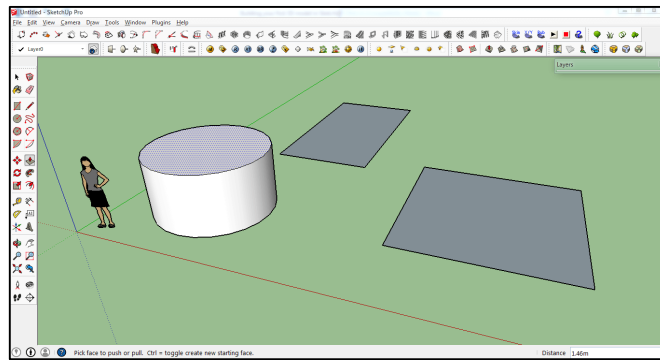 Untitled - SketchUp Pro
File Edit View Camera Draw Tools Window Plugins Help
Layer0
Layers
Pick face to push or pull. Ctrl = toggle create new starting face.
Distance 1.46m